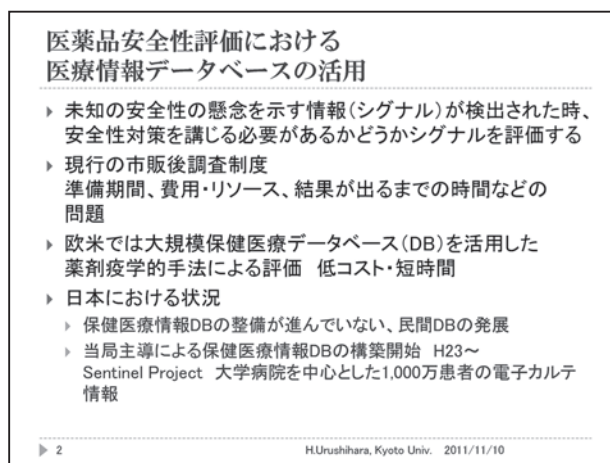 医薬品安全性評価における
医療情報データベースの活用
未知の安全性の懸念を示す情報(シグナル)が検出された時、
安全性対策を講じる必要があるかどうかシグナルを評価する
現行の市販後調査制度
準備期間、費用・リソース、結果が出るまでの時間などの
問題
欧米では大規模保健医療データベース(DB)を活用した
薬剤疫学的手法による評価 低コスト・短時間
日本における状況
保健医療情報DBの整備が進んでいない、民間DBの発展
当局主導による保健医療情報DBの構築開始 H23~
Sentinel Project 大学病院を中心とした1,000万患者の電子カルテ
情報
2 H.Urushihara, Kyoto Univ. 2011/11/10